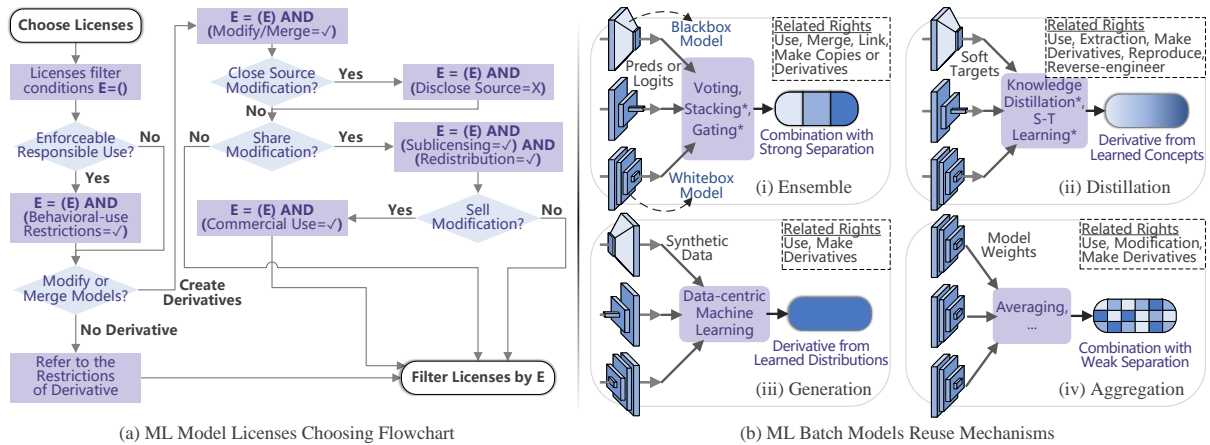 Choose Licenses
Licenses filter
conditions E=()
Enforceable
Responsible Use?
No
Yes
E = (E) AND
(Behavioral-use
Restrictions=✓)
Modify or
Merge Models?
Create
Derivatives
No Derivative
Refer to the
Restrictions
of Derivative
E = (E) AND
(Modify/Merge=✓)
Close Source
Modification?
Yes
E = (E) AND
(Disclose Source=X)
No
Share
Modification?
No
Yes
E = (E) AND
(Sublicensing=✓) AND
(Redistribution=✓)
Sell
Modification?
Yes
No
E = (E) AND
(Commercial Use=✓)
Filter Licenses by E
(a) ML Model Licenses Choosing Flowchart
Blackbox
Model
Related Rights
Use, Merge, Link,
Make Copies or
Derivatives
Preds or
Logits
Voting,
Stacking*,
Gating*
Combination with
Strong Separation
Whitebox
Model
(i) Ensemble
Related Rights
Use, Extraction, Make
Derivatives, Reproduce,
Reverse-engineer
Soft
Targets
Knowledge
Distillation*,
S-T
Learning*
Derivative from
Learned Concepts
(ii) Distillation
Related Rights
Use, Make
Derivatives
Synthetic
Data
Data-centric
Machine
Learning
Derivative from
Learned Distributions
(iii) Generation
Related Rights
Use, Modification,
Make Derivatives
Model
Weights
Averaging,
...
Combination with
Weak Separation
(iv) Aggregation
(b) ML Batch Models Reuse Mechanisms